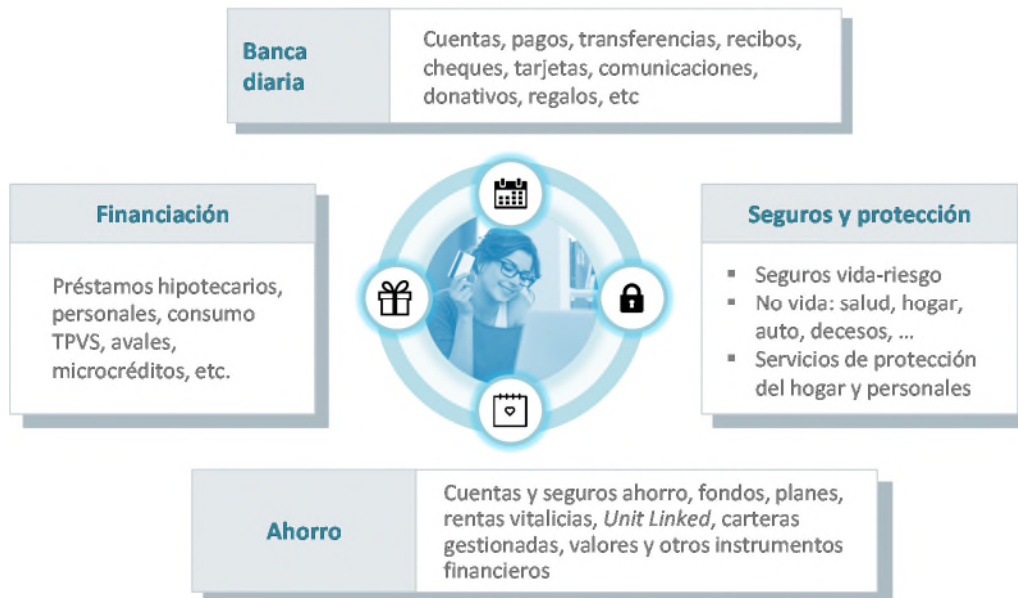 Banca
diaria
Cuentas, pagos, transferencias, recibos,
cheques, tarjetas, comunicaciones,
donativos, regalos, etc
Financiación
Préstamos hipotecarios,
personales, consumo
TPVS, avales,
microcréditos, etc.
Seguros y protección
▪ Seguros vida-riesgo
▪ No vida: salud, hogar,
auto, decesos, ...
▪ Servicios de protección
del hogar y personales
Ahorro
Cuentas y seguros ahorro, fondos, planes,
rentas vitalicias, Unit Linked, carteras
gestionadas, valores y otros instrumentos
financieros